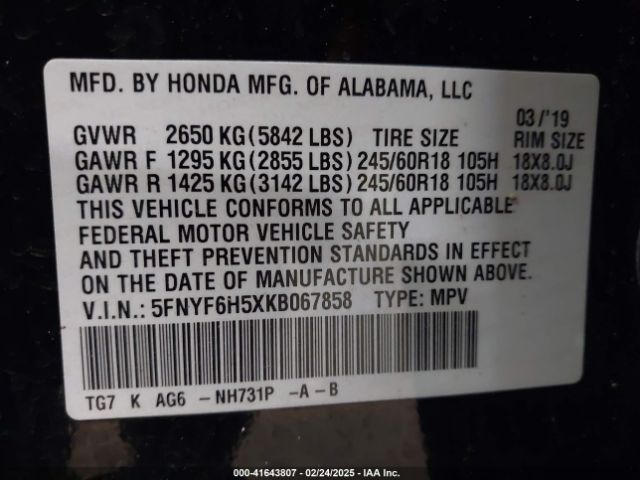 MFD. BY HONDA MFG. OF ALABAMA, LLC
03/'19
GVWR 2650 KG(5842 LBS) TIRE SIZE RIM SIZE
GAWR F 1295 KG(2855 LBS) 245/60R18 105H 18X8.0J
GAWR R 1425 KG(3142 LBS) 245/60R18 105H 18X8.0J
THIS VEHICLE CONFORMS TO ALL APPLICABLE
FEDERAL MOTOR VEHICLE SAFETY
AND THEFT PREVENTION STANDARDS IN EFFECT
ON THE DATE OF MANUFACTURE SHOWN ABOVE.
V.I.N.: 5FNYF6H5XKB067858 TYPE: MPV
TG7 K AG6 -NH731P -A-B
000-41643807 - 02/24/2025 - IAA Inc.